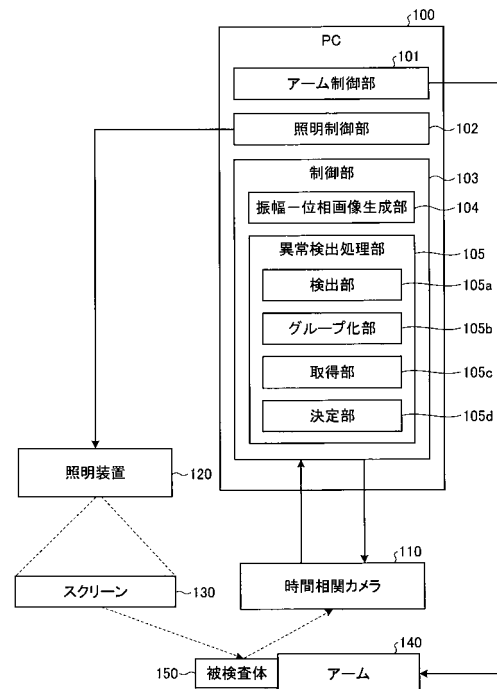 100
PC
101
アーム制御部
照明制御部
102
制御部
103
振幅-位相画像生成部
104
異常検出処理部
105
検出部
105a
グループ化部
105b
取得部
105c
決定部
105d
照明装置
120
110
時間相関カメラ
スクリーン
130
140
150
被検査体
アーム